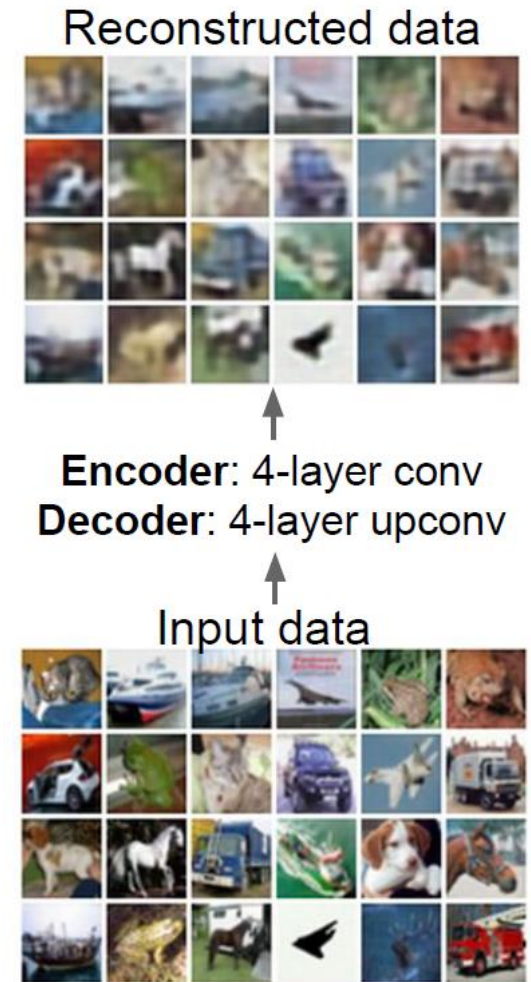 Reconstructed data
Encoder: 4-layer conv
Decoder: 4-layer upconv
Input data